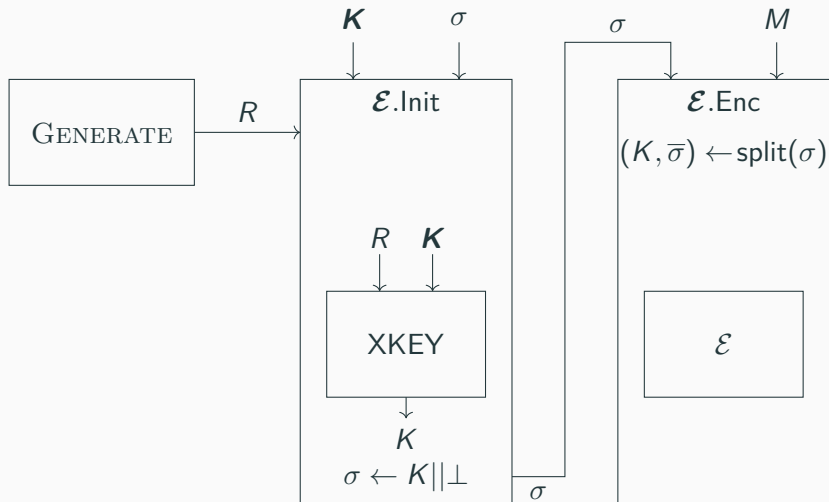 𝑲 σ σ M
GENERATE
R
𝓔.Init
𝓔.Enc
(K, σ̅) ← split(σ)
R 𝑲
XKEY
ℰ
K
σ ← K||⊥
σ